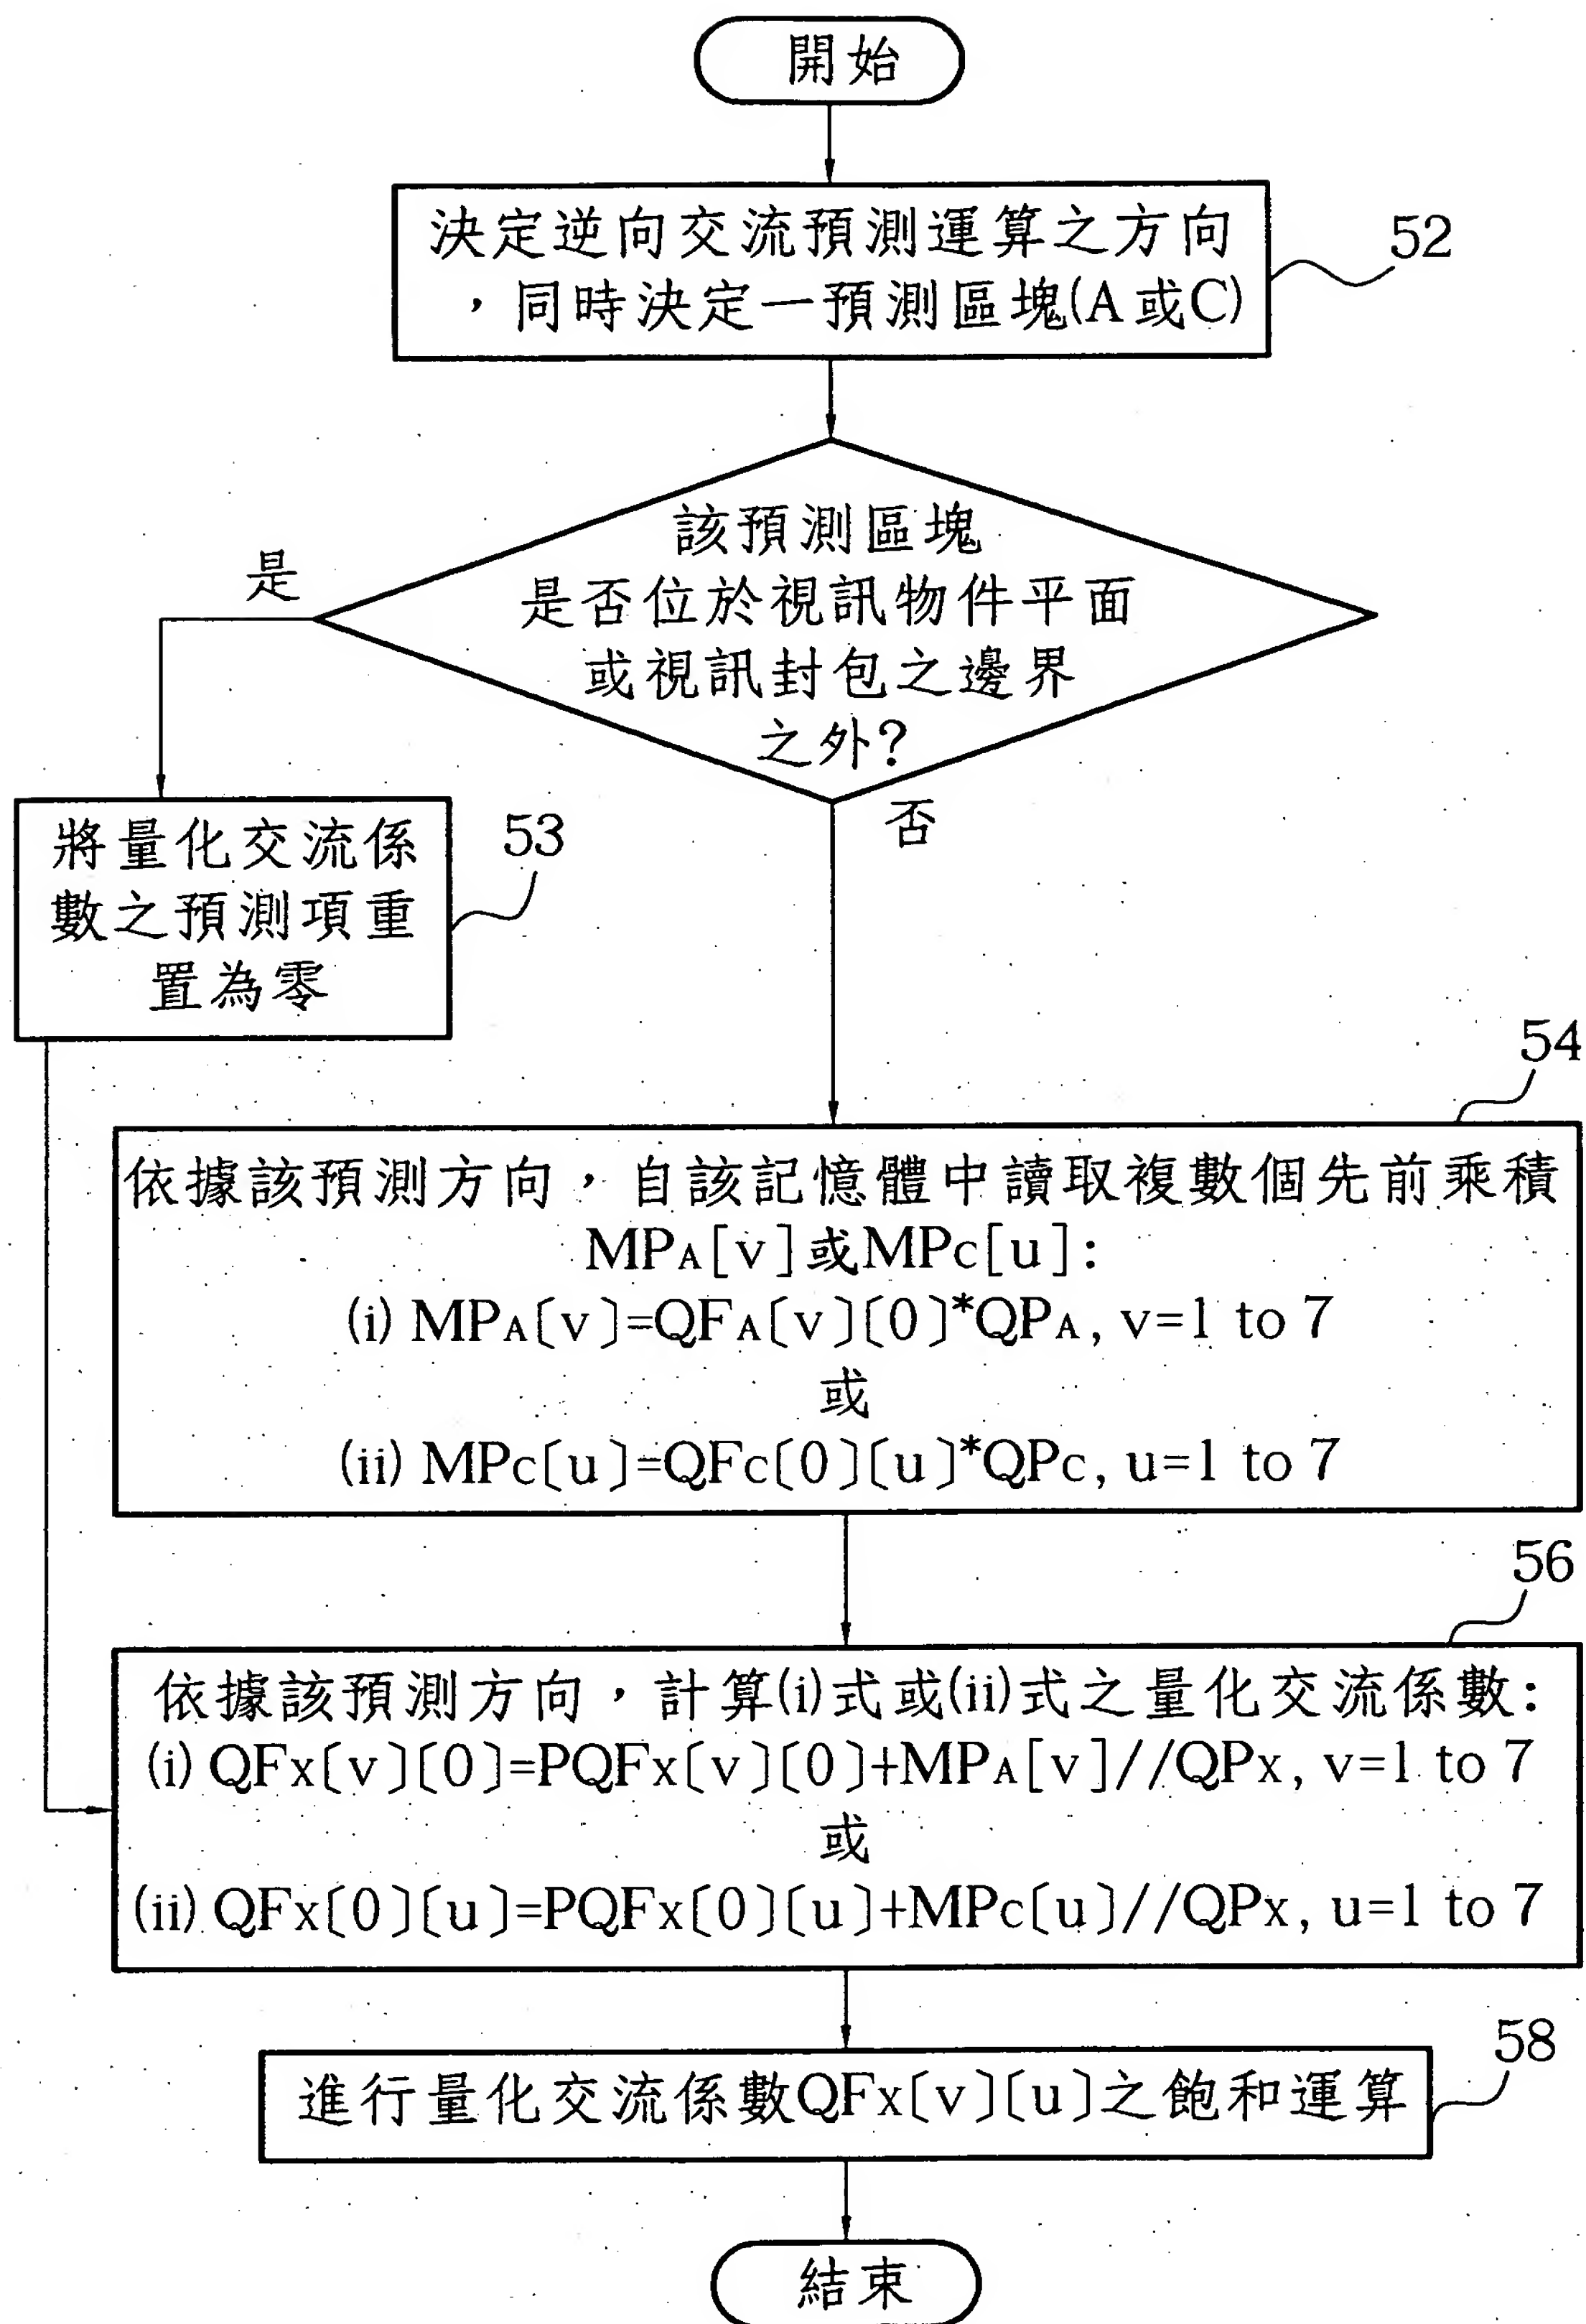 開始
決定逆向交流預測運算之方向
，同時決定一預測區塊(A或C)
52
該預測區塊
是否位於視訊物件平面
或視訊封包之邊界
之外?
是
否
將量化交流係
數之預測項重
置為零
53
54
依據該預測方向，自該記憶體中讀取複數個先前乘積
MPA[v]或MPC[u]:
(i) MPA[v]=QFA[v][0]*QPA, v=1 to 7
或
(ii) MPC[u]=QFC[0][u]*QPC, u=1 to 7
56
依據該預測方向，計算(i)式或(ii)式之量化交流係數:
(i) QFX[v][0]=PQFX[v][0]+MPA[v]//QPX, v=1 to 7
或
(ii) QFX[0][u]=PQFX[0][u]+MPC[u]//QPX, u=1 to 7
58
進行量化交流係數QFX[v][u]之飽和運算
結束